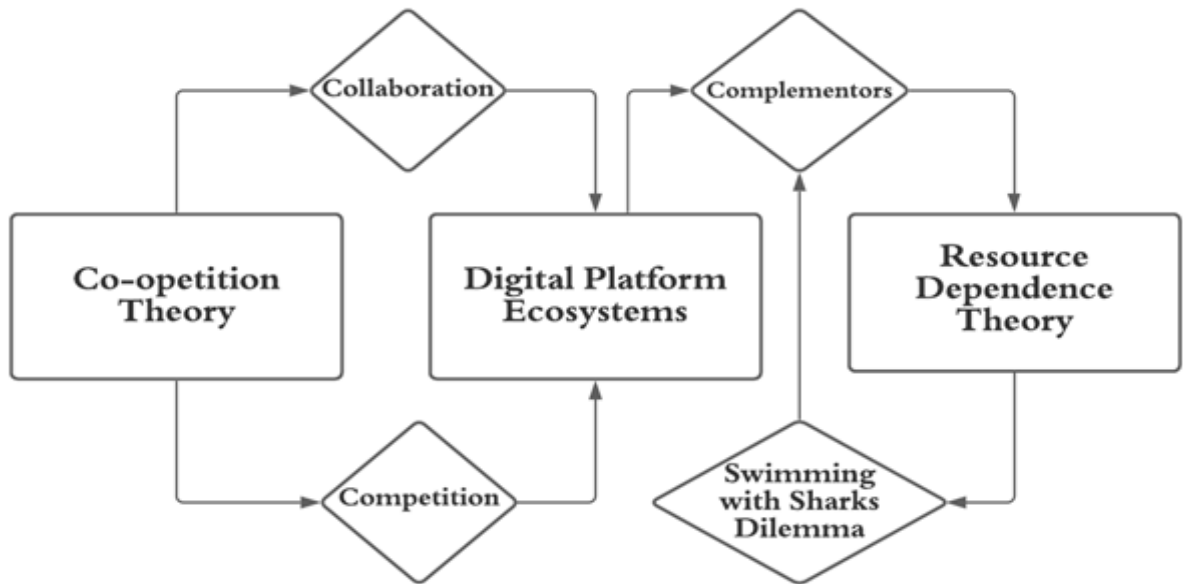 Collaboration
Complementors
Co-opetition
Theory
Digital Platform
Ecosystems
Resource
Dependence
Theory
Competition
Swimming
with Sharks
Dilemma